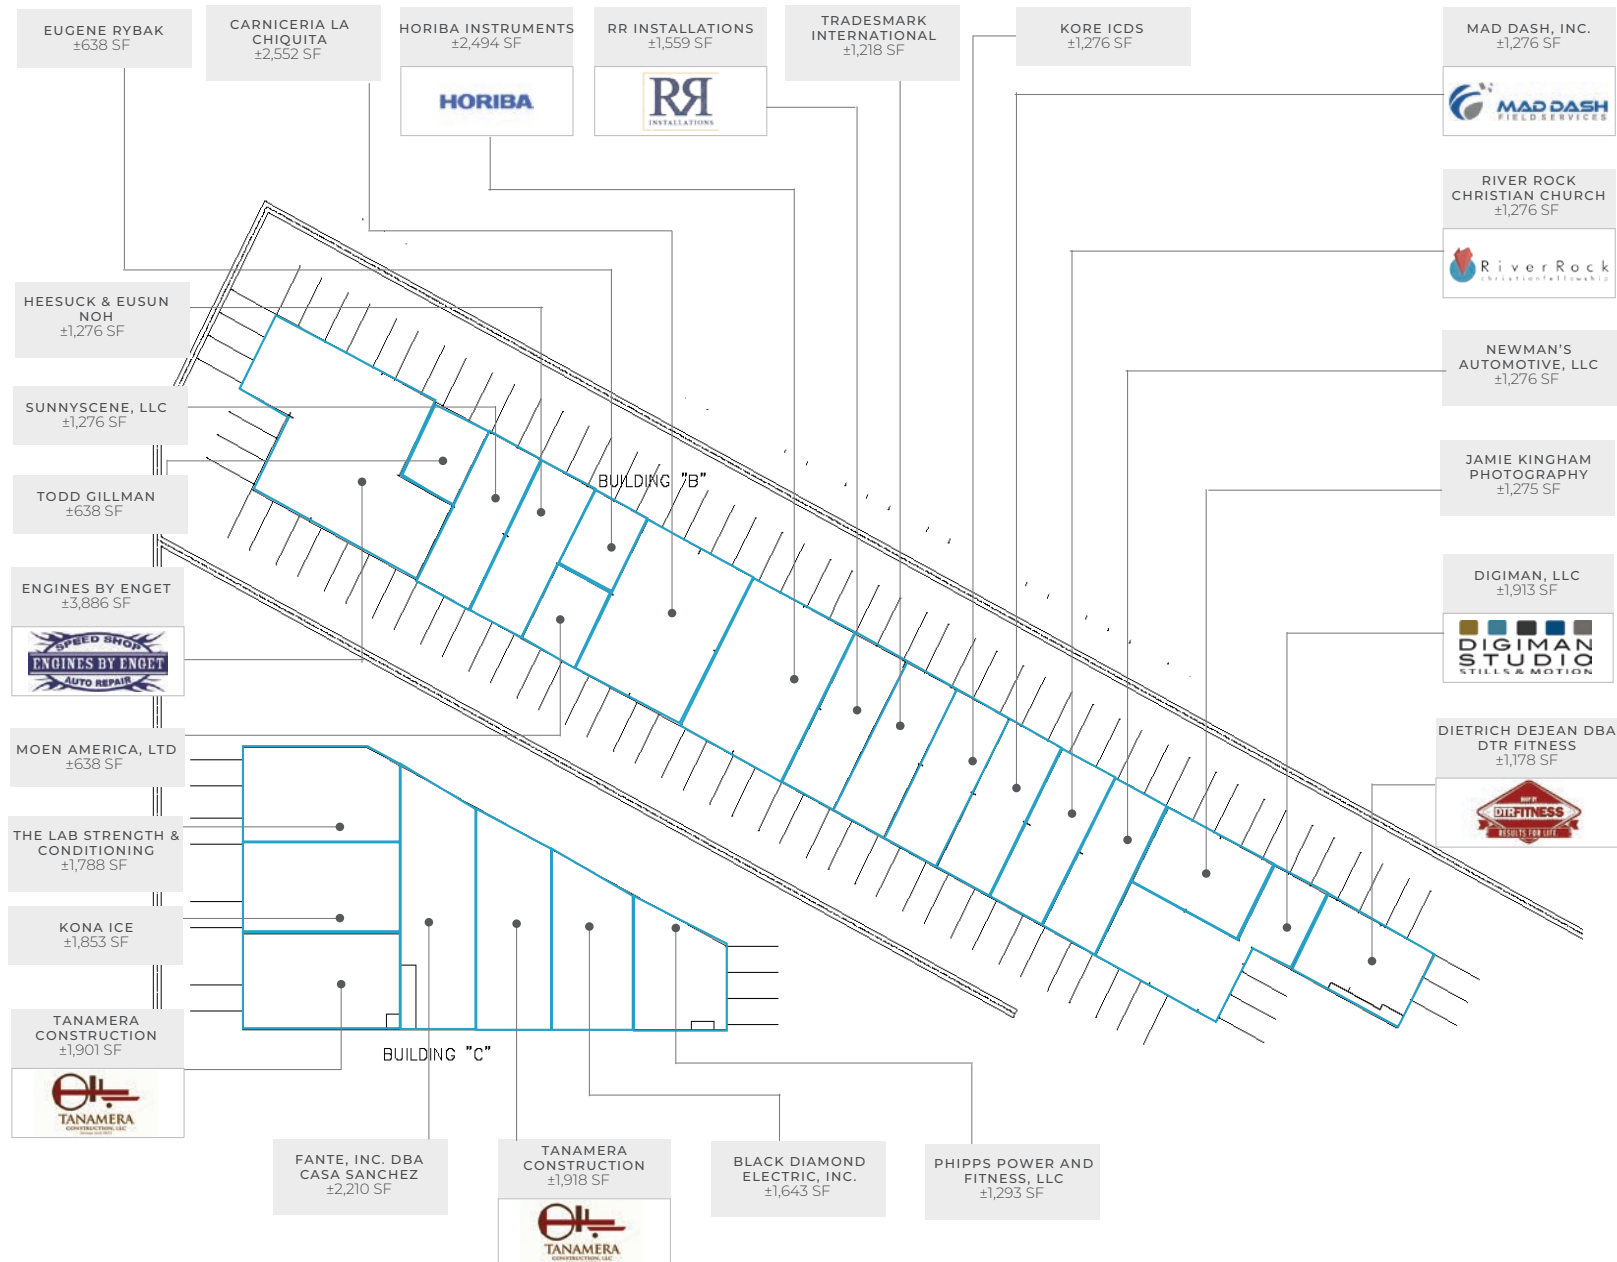 EUGENE RYBAK
±638 SF
CARNICERIA LA
CHIQUITA
±2,552 SF
HORIBA INSTRUMENTS
±2,494 SF
HORIBA
RR INSTALLATIONS
±1,559 SF
RR
INSTALLATIONS
TRADESMARK
INTERNATIONAL
±1,218 SF
KORE ICDS
±1,276 SF
MAD DASH, INC.
±1,276 SF
MAD DASH
FIELD SERVICES
RIVER ROCK
CHRISTIAN CHURCH
±1,276 SF
RiverRock
christianfellowship
HEESUCK & EUSUN
NOH
±1,276 SF
NEWMAN'S
AUTOMOTIVE, LLC
±1,276 SF
SUNNYSCENE, LLC
±1,276 SF
JAMIE KINGHAM
PHOTOGRAPHY
±1,275 SF
BUILDING "B"
TODD GILLMAN
±638 SF
ENGINES BY ENGET
±3,886 SF
SPEED SHOP
ENGINES BY ENGET
AUTO REPAIR
DIGIMAN, LLC
±1,913 SF
DIGIMAN
STUDIO
STILLS & MOTION
MOEN AMERICA, LTD
±638 SF
DIETRICH DEJEAN DBA
DTR FITNESS
±1,178 SF
DTR FITNESS
RESULTS FOR LIFE
THE LAB STRENGTH &
CONDITIONING
±1,788 SF
KONA ICE
±1,853 SF
TANAMERA
CONSTRUCTION
±1,901 SF
TANAMERA
CONSTRUCTION, LLC
BUILDING "C"
FANTE, INC. DBA
CASA SANCHEZ
±2,210 SF
TANAMERA
CONSTRUCTION
±1,918 SF
TANAMERA
CONSTRUCTION, LLC
BLACK DIAMOND
ELECTRIC, INC.
±1,643 SF
PHIPPS POWER AND
FITNESS, LLC
±1,293 SF